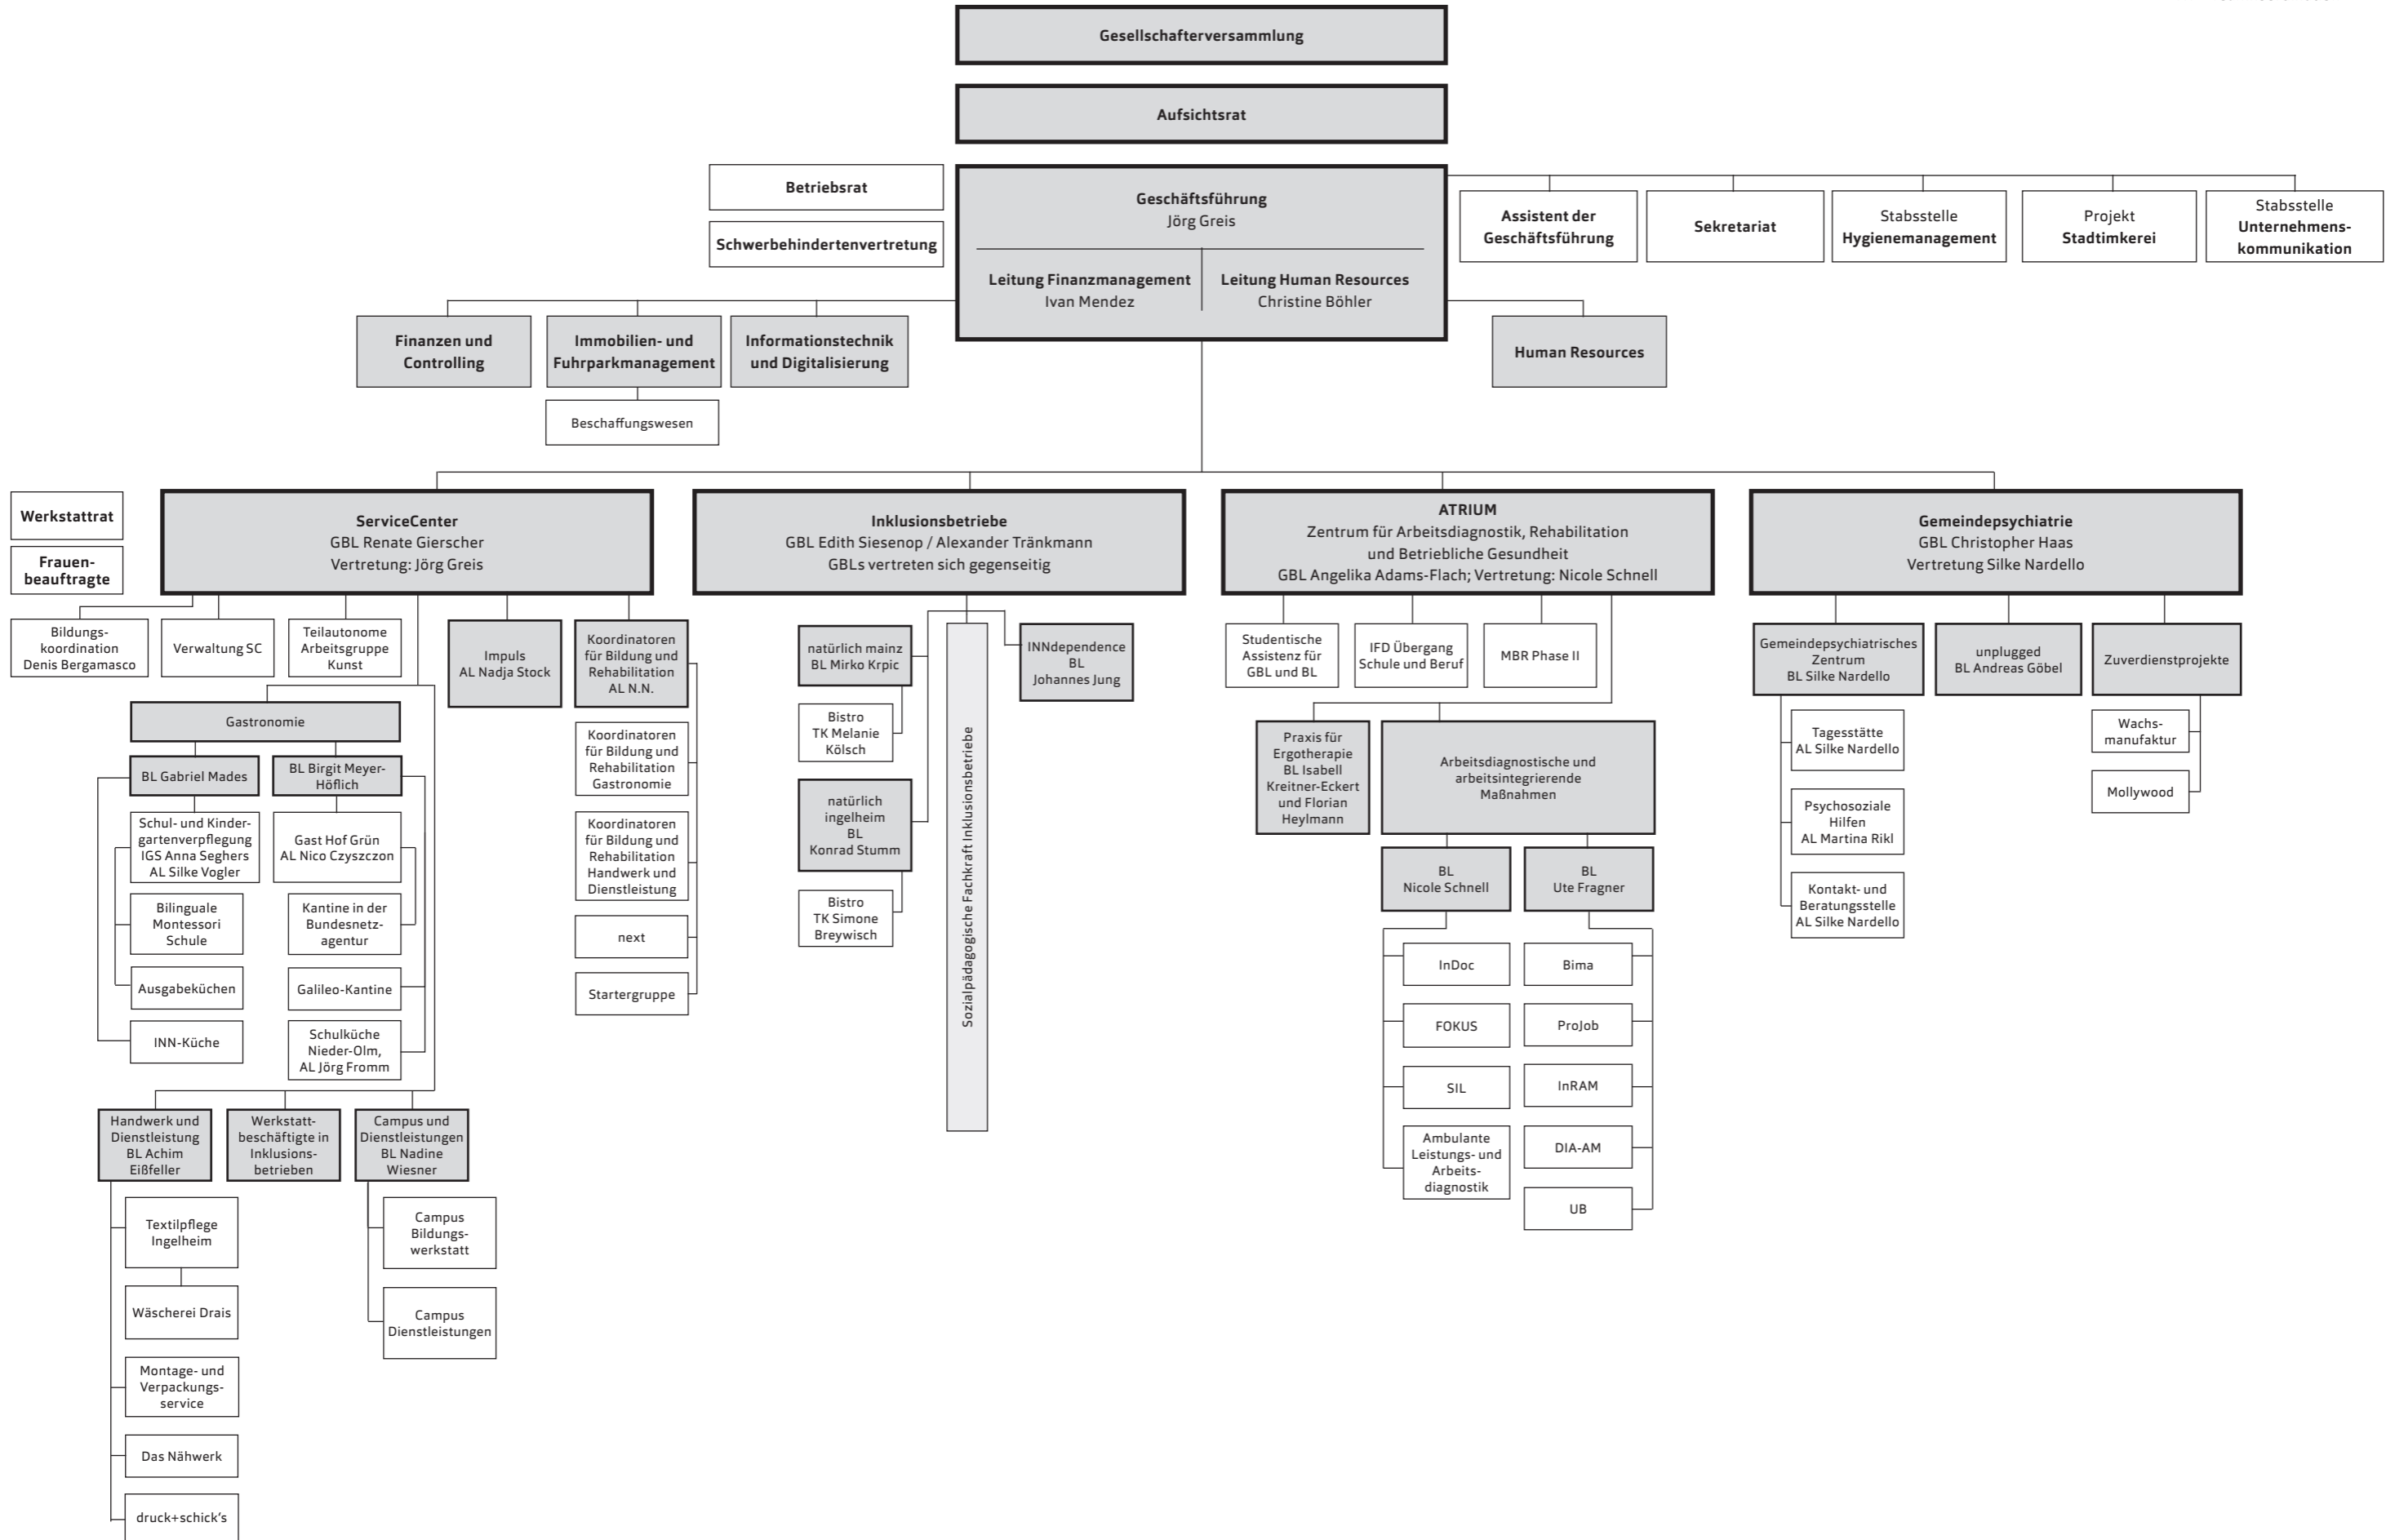 Gesellschafterversammlung
Aufsichtsrat
Betriebsrat
Schwerbehindertenvertretung
Geschäftsführung
Jörg Greis
Leitung Finanzmanagement
Ivan Mendez
Leitung Human Resources
Christine Böhler
Assistent der
Geschäftsführung
Sekretariat
Stabsstelle
Hygienemanagement
Projekt
Stadtimkerei
Stabsstelle
Unternehmens-
kommunikation
Finanzen und
Controlling
Immobilien- und
Fuhrparkmanagement
Informationstechnik
und Digitalisierung
Human Resources
Beschaffungswesen
Werkstattrat
Frauen-
beauftragte
ServiceCenter
GBL Renate Gierscher
Vertretung: Jörg Greis
Inklusionsbetriebe
GBL Edith Siesenop / Alexander Tränkmann
GBLs vertreten sich gegenseitig
ATRIUM
Zentrum für Arbeitsdiagnostik, Rehabilitation
und Betriebliche Gesundheit
GBL Angelika Adams-Flach; Vertretung: Nicole Schnell
Gemeindepsychiatrie
GBL Christopher Haas
Vertretung Silke Nardello
Bildungs-
koordination
Denis Bergamasco
Verwaltung SC
Teilautonome
Arbeitsgruppe
Kunst
Impuls
AL Nadja Stock
Koordinatoren
für Bildung und
Rehabilitation
AL N.N.
Koordinatoren
für Bildung und
Rehabilitation
Gastronomie
Koordinatoren
für Bildung und
Rehabilitation
Handwerk und
Dienstleistung
next
Startergruppe
Gastronomie
BL Gabriel Mades
BL Birgit Meyer-
Höflich
Schul- und Kinder-
gartenverpflegung
IGS Anna Seghers
AL Silke Vogler
Bilinguale
Montessori
Schule
Ausgabeküchen
INN-Küche
Gast Hof Grün
AL Nico Czyszczon
Kantine in der
Bundesnetz-
agentur
Galileo-Kantine
Schulküche
Nieder-Olm,
AL Jörg Fromm
Handwerk und
Dienstleistung
BL Achim
Eißfeller
Werkstatt-
beschäftigte in
Inklusions-
betrieben
Campus und
Dienstleistungen
BL Nadine
Wiesner
Textilpflege
Ingelheim
Wäscherei Drais
Montage- und
Verpackungs-
service
Das Nähwerk
druck+schick's
Campus
Bildungs-
werkstatt
Campus
Dienstleistungen
natürlich mainz
BL Mirko Krpic
Bistro
TK Melanie
Kölsch
natürlich
ingelheim
BL
Konrad Stumm
Bistro
TK Simone
Breywisch
Sozialpädagogische Fachkraft Inklusionsbetriebe
INNdependence
BL
Johannes Jung
Studentische
Assistenz für
GBL und BL
IFD Übergang
Schule und Beruf
MBR Phase II
Praxis für
Ergotherapie
BL Isabell
Kreitner-Eckert
und Florian
Heylmann
Arbeitsdiagnostische und
arbeitsintegrierende
Maßnahmen
BL
Nicole Schnell
BL
Ute Fragner
InDoc
FOKUS
SIL
Ambulante
Leistungs- und
Arbeits-
diagnostik
Bima
ProJob
InRAM
DIA-AM
UB
Gemeindepsychiatrisches
Zentrum
BL Silke Nardello
unplugged
BL Andreas Göbel
Zuverdienstprojekte
Tagesstätte
AL Silke Nardello
Psychosoziale
Hilfen
AL Martina Rikl
Kontakt- und
Beratungsstelle
AL Silke Nardello
Wachs-
manufaktur
Mollywood